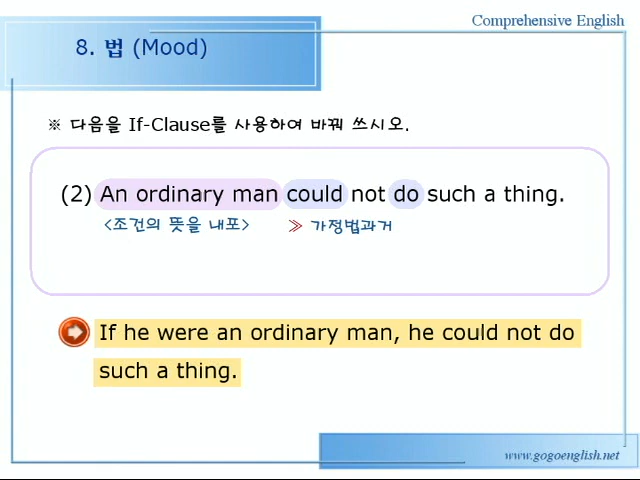 Comprehensive English
8. 법 (Mood)
※ 다음을 If-Clause를 사용하여 바꿔 쓰시오.
(2) An ordinary man could not do such a thing.
<조건의 뜻을 내포> ≫ 가정법과거
If he were an ordinary man, he could not do
such a thing.
www.gogoenglish.net